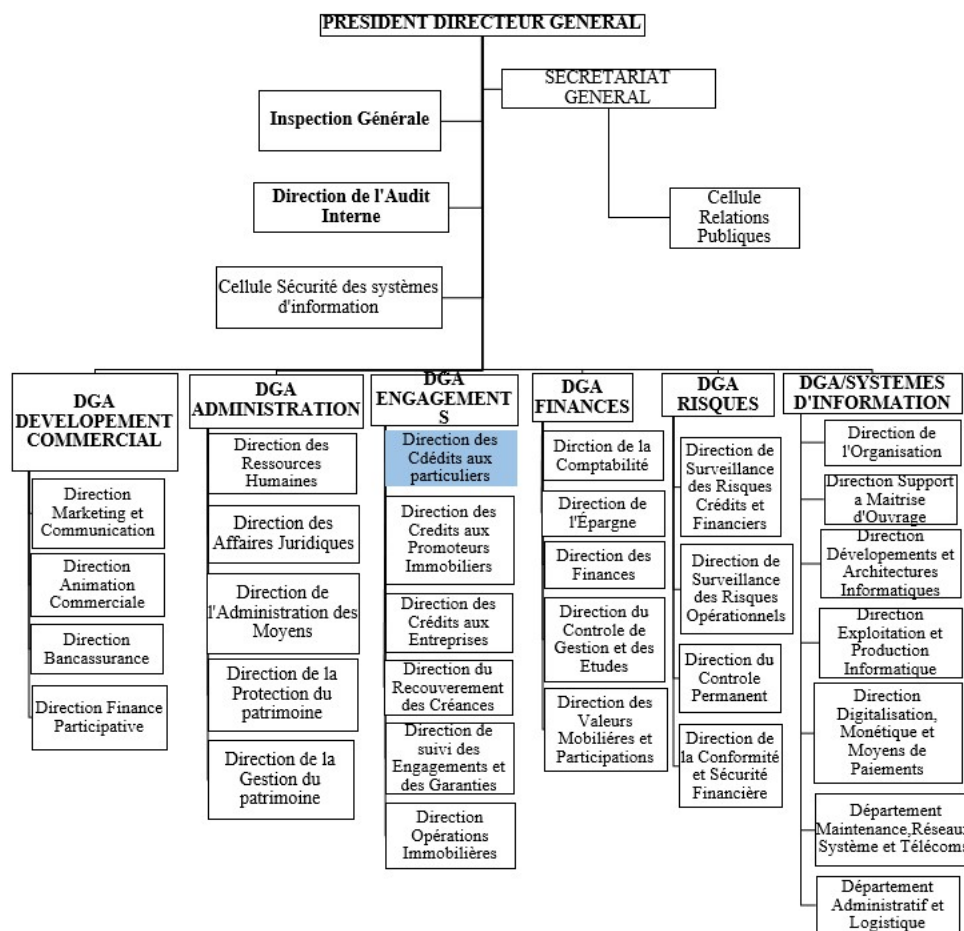 PRESIDENT DIRECTEUR GENERAL
SECRETARIAT
GENERAL
Inspection Générale
Direction de l'Audit
Interne
Cellule
Relations
Publiques
Cellule Sécurité des systèmes
d'information
DGA
DEVELOPEMENT
COMMERCIAL
Direction
Marketing et
Communication
Direction
Animation
Commerciale
Direction
Bancassurance
Direction Finance
Participative
DGA
ADMINISTRATION
Direction des
Ressources
Humaines
Direction des
Affaires Juridiques
Direction de
l'Administration des
Moyens
Direction de la
Protection du
patrimoine
Direction de la
Gestion du
patrimoine
DGA
ENGAGEMENT
S
Direction des
Cdédits aux
particuliers
Direction des
Credits aux
Promoteurs
Immobiliers
Direction des
Crédits aux
Entreprises
Direction du
Recouvrement
des Créances
Direction de
suivi des
Engagements et
des Garanties
Direction
Opérations
Immobilières
DGA
FINANCES
Dirction de la
Comptabilité
Direction de
l'Épargne
Direction des
Finances
Direction du
Controle de
Gestion et des
Etudes
Direction des
Valeurs
Mobiliéres et
Participations
DGA
RISQUES
Direction de
Surveillance
des Risques
Crédits et
Financiers
Direction de
Surveillance
des Risques
Opérationnels
Direction du
Controle
Permanent
Direction de
la Conformité
et Sécurité
Financière
DGA/SYSTEMES
D'INFORMATION
Direction de
l'Organisation
Direction Support
a Maitrise
d'Ouvrage
Direction
Dévelopements et
Architectures
Informatiques
Direction
Exploitation et
Production
Informatique
Direction
Digitalisation,
Monétique et
Moyens de
Paiements
Département
Maintenance,Réseaux
Système et Télécoms
Département
Administratif et
Logistique